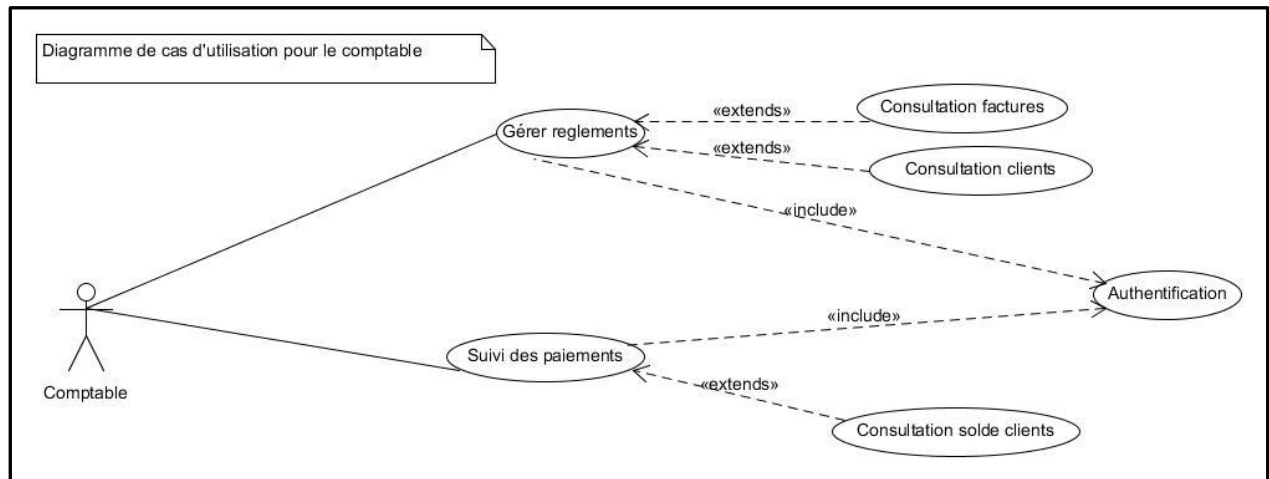 Diagramme de cas d'utilisation pour le comptable
«extends»
Consultation factures
Gérer reglements
«extends»
Consultation clients
«include»
Authentification
«include»
Suivi des paiements
«extends»
Comptable
Consultation solde clients